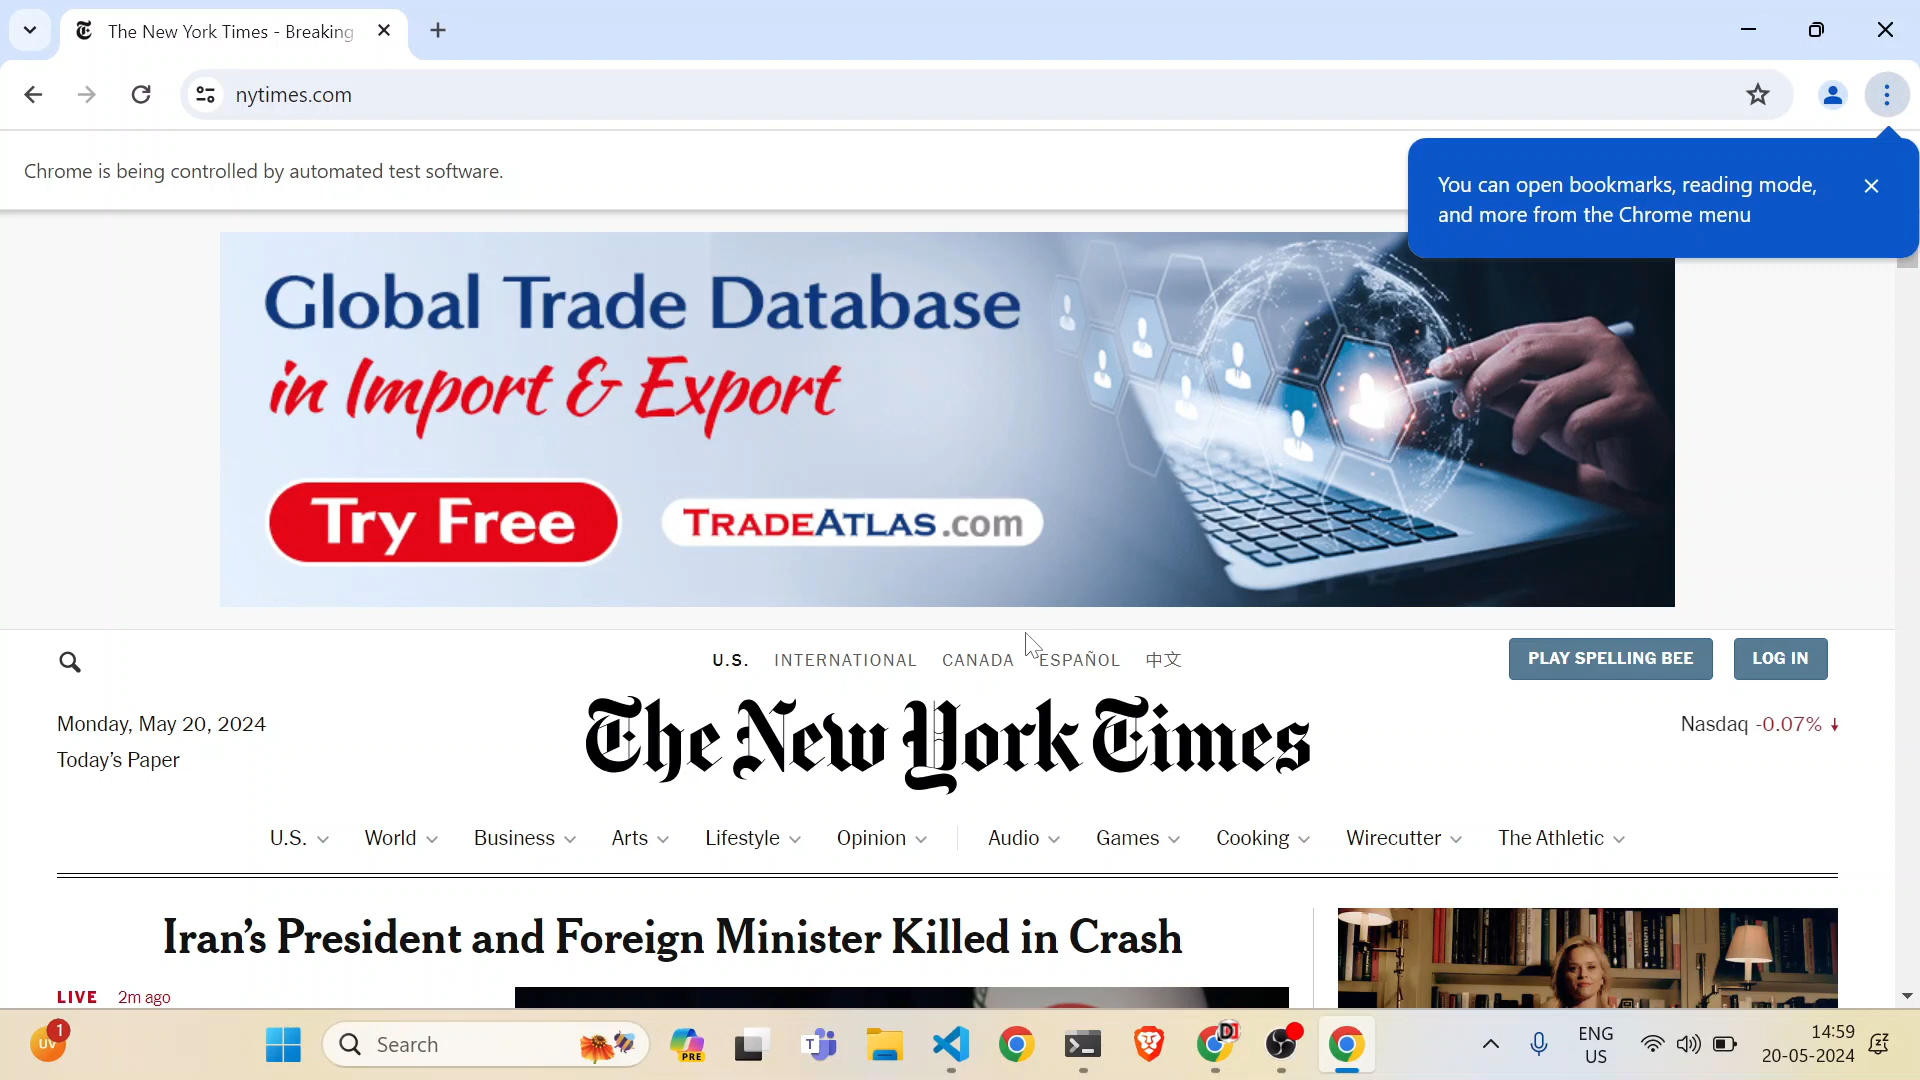 The New York Times - Breaking
nytimes.com
Chrome is being controlled by automated test software.
You can open bookmarks, reading mode,
and more from the Chrome menu
Global Trade Database
in Import & Export
Try Free
TRADEATLAS.com
U.S. INTERNATIONAL CANADA ESPAÑOL 中文
PLAY SPELLING BEE
LOG IN
Monday, May 20, 2024
Today's Paper
The New York Times
Nasdaq -0.07% ↓
U.S. World Business Arts Lifestyle Opinion Audio Games Cooking Wirecutter The Athletic
Iran's President and Foreign Minister Killed in Crash
LIVE 2m ago
UV 1
Search
PRE
T
DI
ENG
US
14:59
20-05-2024